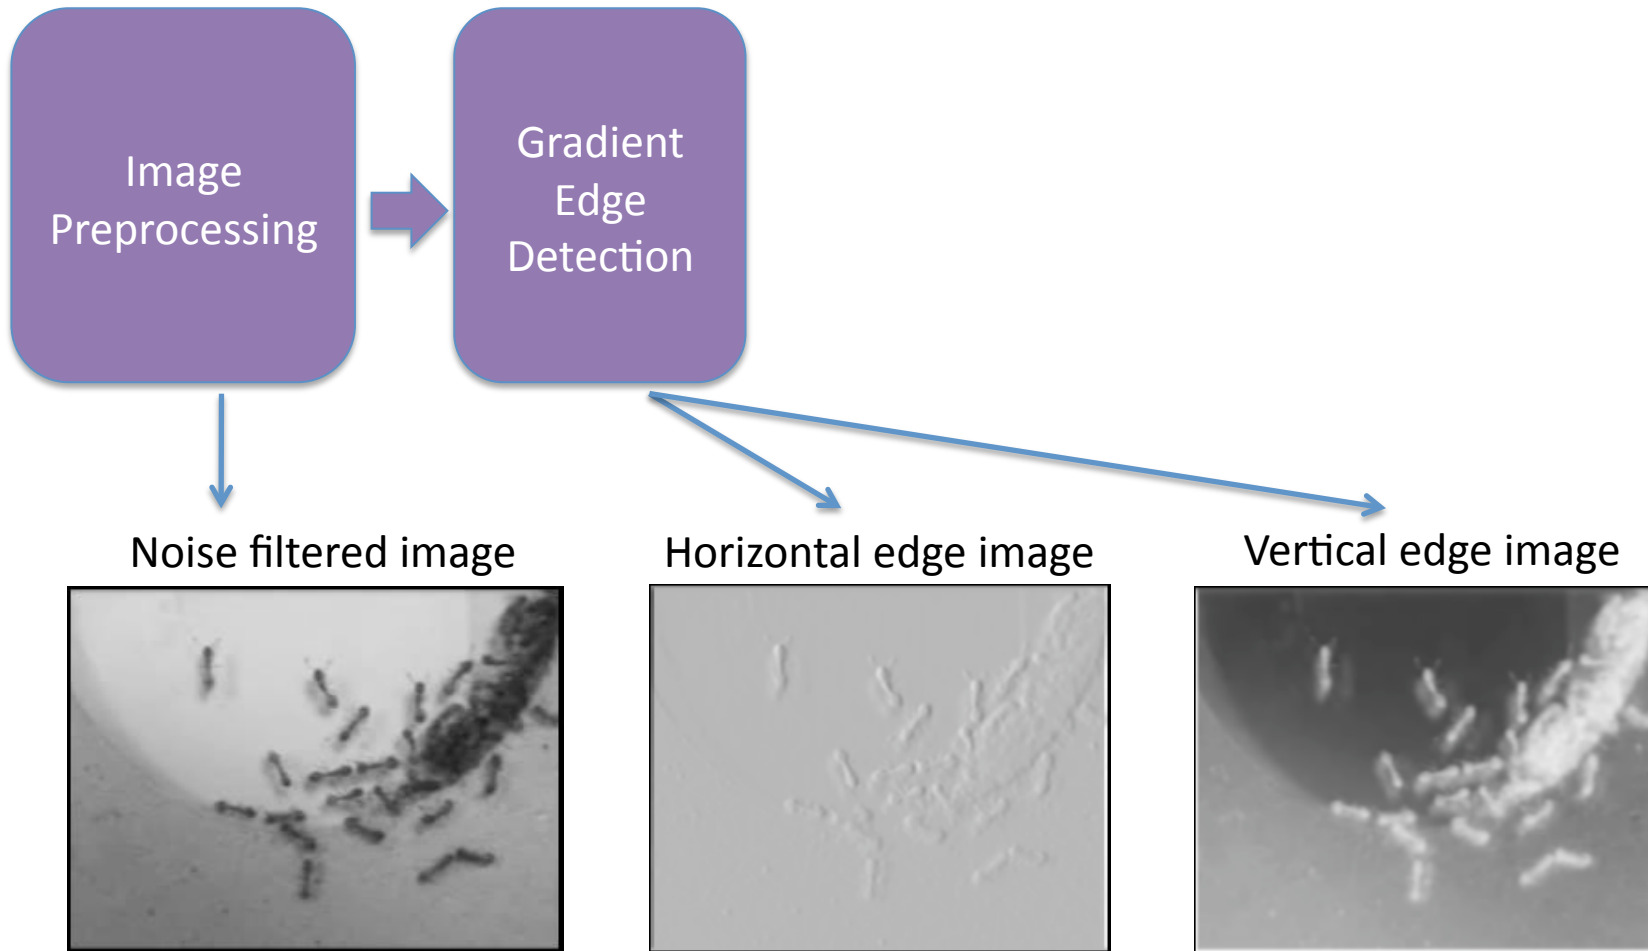 Image
Preprocessing
Gradient
Edge
Detection
Noise filtered image
Horizontal edge image
Vertical edge image